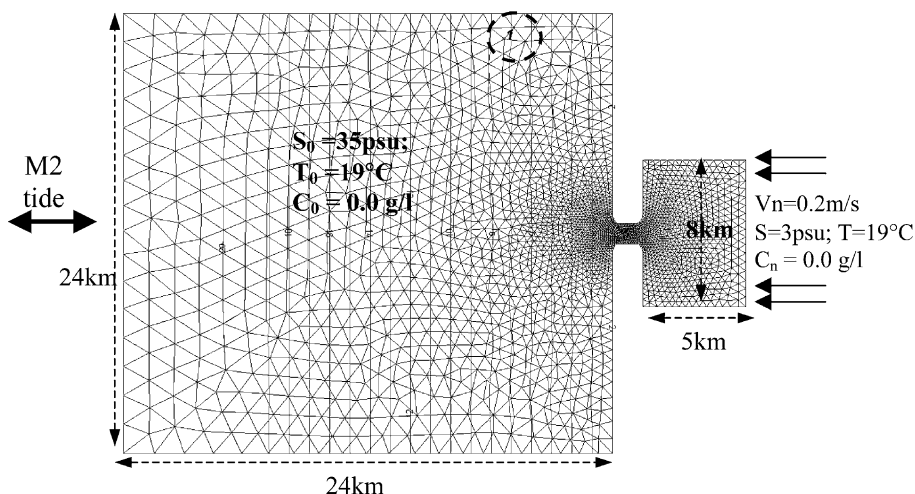 S₀ =35psu;
T₀ =19°C
C₀ = 0.0 g/l
M2
tide
24km
24km
8km
5km
Vn=0.2m/s
S=3psu; T=19°C
Cₙ = 0.0 g/l